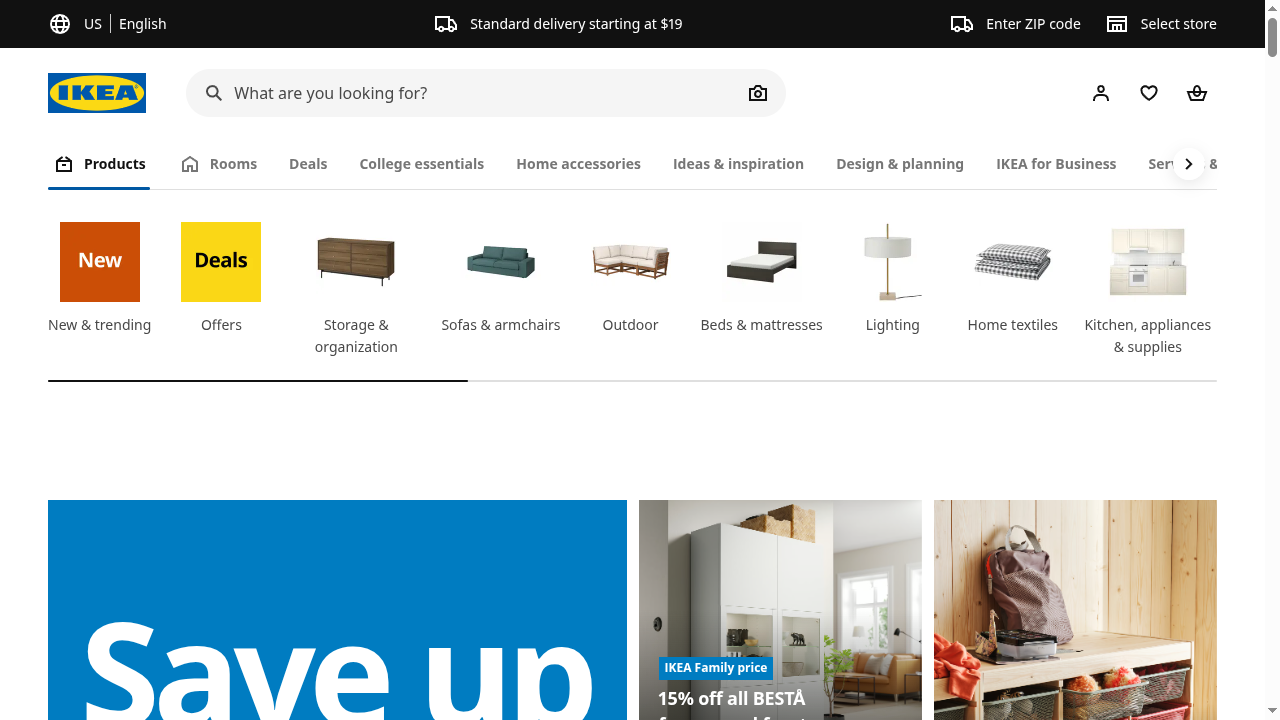 US English
Standard delivery starting at $19
Enter ZIP code
Select store
IKEA
What are you looking for?
Products
Rooms
Deals
College essentials
Home accessories
Ideas & inspiration
Design & planning
IKEA for Business
New
Deals
New & trending
Offers
Storage &
organization
Sofas & armchairs
Outdoor
Beds & mattresses
Lighting
Home textiles
Kitchen, appliances
& supplies
Save up
IKEA Family price
15% off all BESTÅ